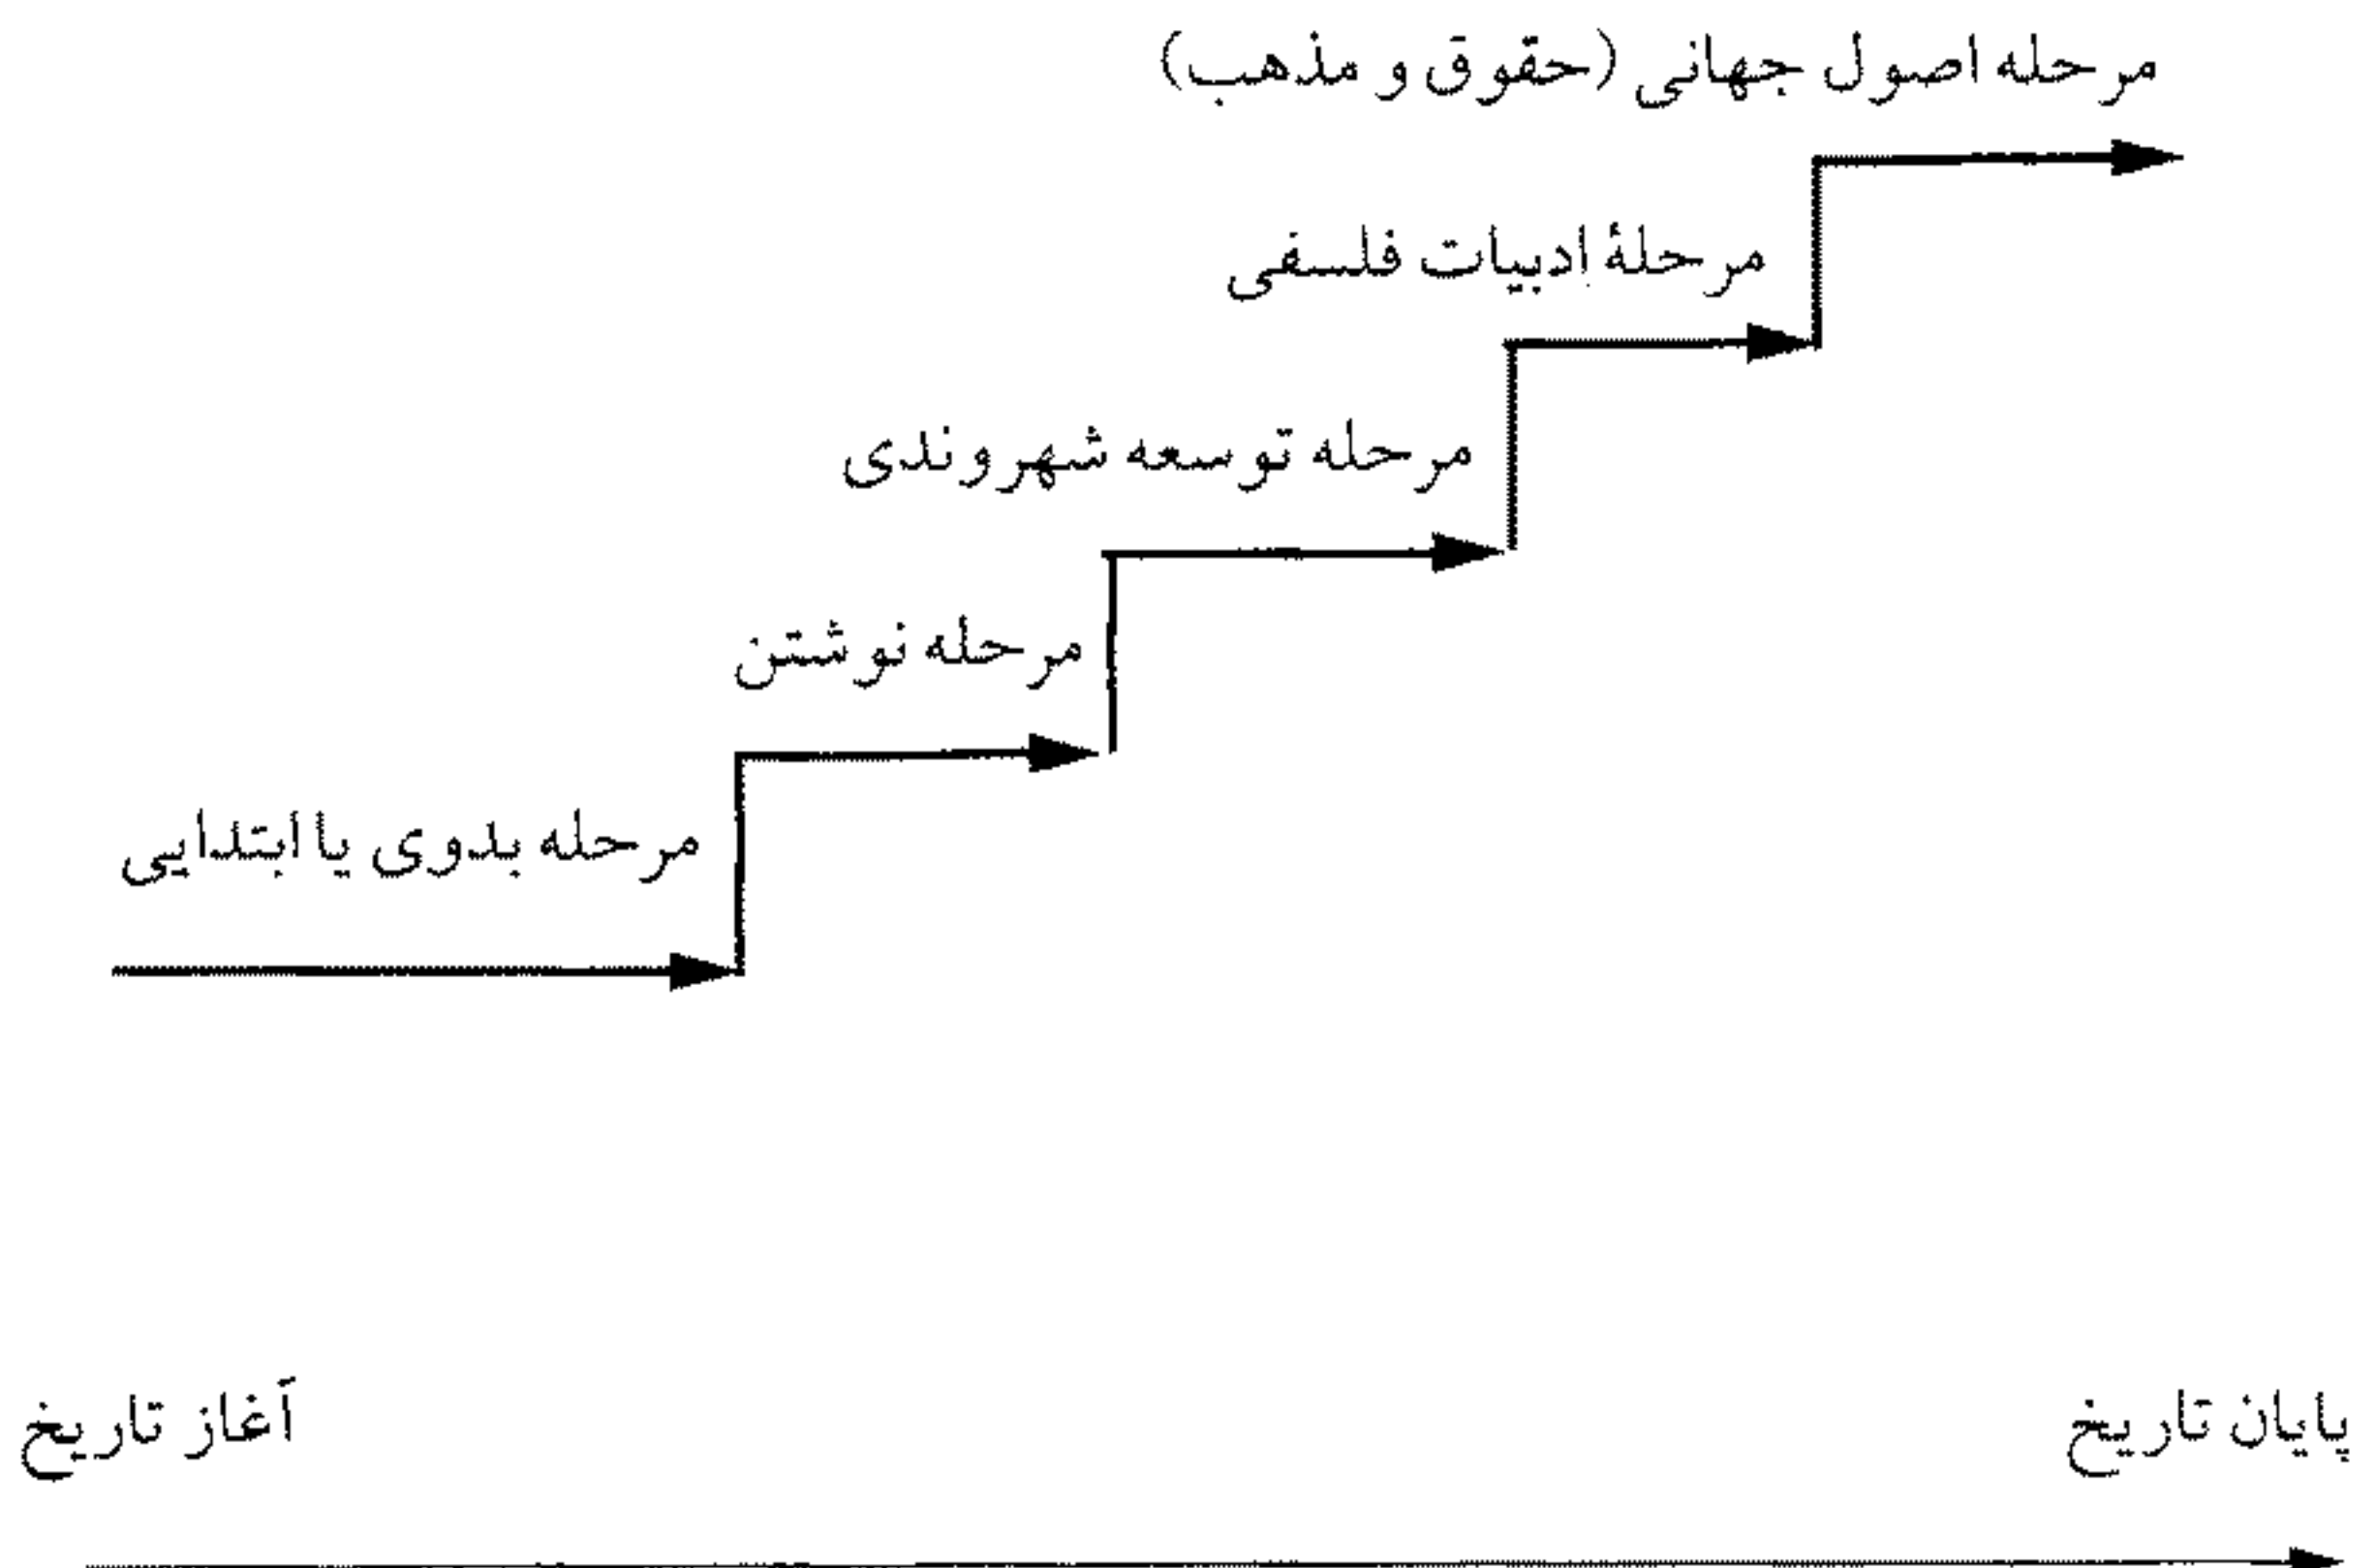 مرحله اصول جهانی (حقوق و مذهب)
مرحلهٔ ادبیات فلسفی
مرحله توسعه شهروندی
مرحله نوشتن
مرحله بدوی یا ابتدایی
پایان تاریخ
آغاز تاریخ